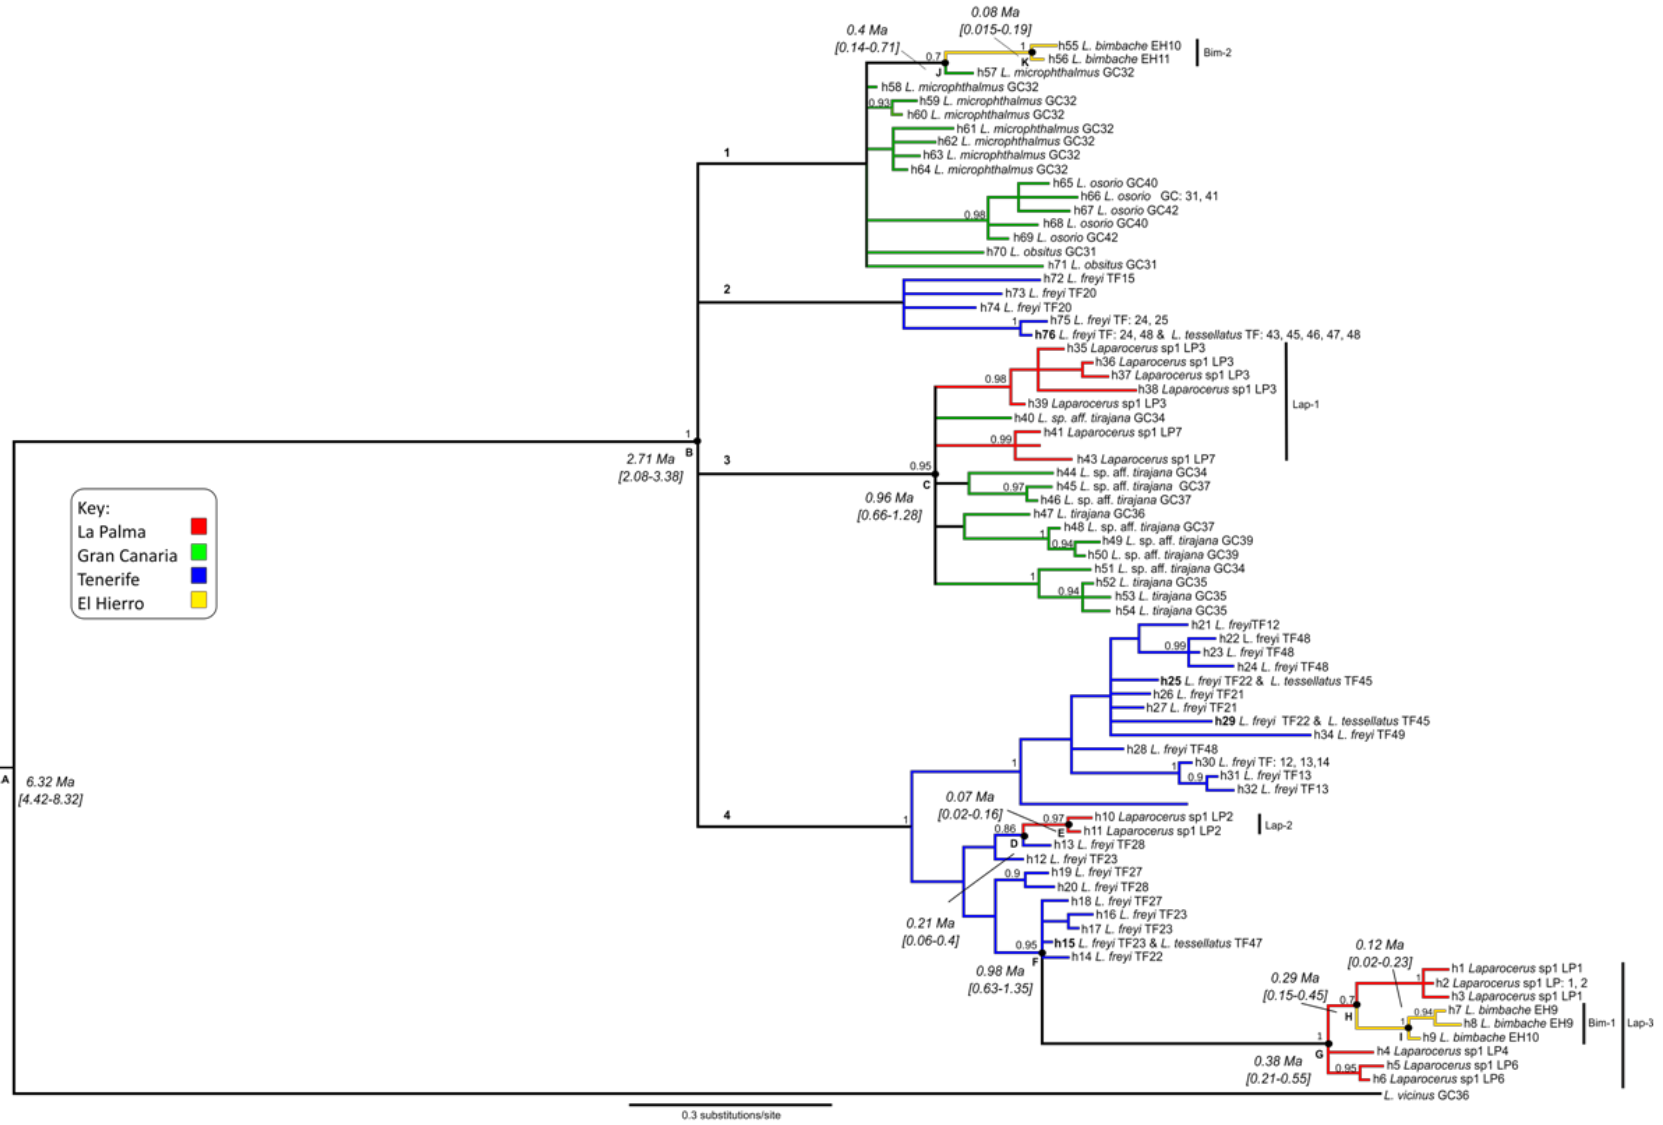 0.08 Ma
[0.015-0.19]
0.4 Ma
[0.14-0.71]
1
h55 L. bimbache EH10
0.7
K
h56 L. bimbache EH11
Bim-2
J
h57 L. microphthalmus GC32
h58 L. microphthalmus GC32
0.93
h59 L. microphthalmus GC32
h60 L. microphthalmus GC32
h61 L. microphthalmus GC32
h62 L. microphthalmus GC32
1
h63 L. microphthalmus GC32
h64 L. microphthalmus GC32
h65 L. osorio GC40
h66 L. osorio GC: 31, 41
0.98
h67 L. osorio GC42
h68 L. osorio GC40
h69 L. osorio GC42
h70 L. obsitus GC31
h71 L. obsitus GC31
h72 L. freyi TF15
2
h73 L. freyi TF20
h74 L. freyi TF20
1
h75 L. freyi TF: 24, 25
h76 L. freyi TF: 24, 48 & L. tessellatus TF: 43, 45, 46, 47, 48
h35 Laparocerus sp1 LP3
h36 Laparocerus sp1 LP3
0.98
h37 Laparocerus sp1 LP3
h38 Laparocerus sp1 LP3
h39 Laparocerus sp1 LP3
Lap-1
h40 L. sp. aff. tirajana GC34
h41 Laparocerus sp1 LP7
0.99
1
B
h43 Laparocerus sp1 LP7
2.71 Ma
[2.08-3.38]
3
0.95
C
h44 L. sp. aff. tirajana GC34
0.97
h45 L. sp. aff. tirajana GC37
h46 L. sp. aff. tirajana GC37
0.96 Ma
[0.66-1.28]
h47 L. tirajana GC36
h48 L. sp. aff. tirajana GC37
1
0.94
h49 L. sp. aff. tirajana GC39
h50 L. sp. aff. tirajana GC39
h51 L. sp. aff. tirajana GC34
1
h52 L. tirajana GC35
0.94
h53 L. tirajana GC35
h54 L. tirajana GC35
Key:
La Palma
Gran Canaria
Tenerife
El Hierro
h21 L. freyiTF12
h22 L. freyi TF48
0.99
h23 L. freyi TF48
h24 L. freyi TF48
h25 L. freyi TF22 & L. tessellatus TF45
h26 L. freyi TF21
h27 L. freyi TF21
h29 L. freyi TF22 & L. tessellatus TF45
h34 L. freyi TF49
h28 L. freyi TF48
1
1
h30 L. freyi TF: 12, 13,14
0.9
h31 L. freyi TF13
h32 L. freyi TF13
A
6.32 Ma
[4.42-8.32]
4
1
0.07 Ma
[0.02-0.16]
0.97
h10 Laparocerus sp1 LP2
0.86
E
h11 Laparocerus sp1 LP2
Lap-2
D
h13 L. freyi TF28
h12 L. freyi TF23
0.9
h19 L. freyi TF27
h20 L. freyi TF28
h18 L. freyi TF27
h16 L. freyi TF23
h17 L. freyi TF23
0.21 Ma
[0.06-0.4]
0.95
h15 L. freyi TF23 & L. tessellatus TF47
F
h14 L. freyi TF22
0.98 Ma
[0.63-1.35]
0.12 Ma
[0.02-0.23]
0.29 Ma
[0.15-0.45]
h1 Laparocerus sp1 LP1
1
h2 Laparocerus sp1 LP: 1, 2
0.7
h3 Laparocerus sp1 LP1
H
0.94
h7 L. bimbache EH9
1
h8 L. bimbache EH9
Bim-1
Lap-3
I
h9 L. bimbache EH10
1
G
h4 Laparocerus sp1 LP4
0.38 Ma
[0.21-0.55]
0.95
h5 Laparocerus sp1 LP6
h6 Laparocerus sp1 LP6
L. vicinus GC36
0.3 substitutions/site